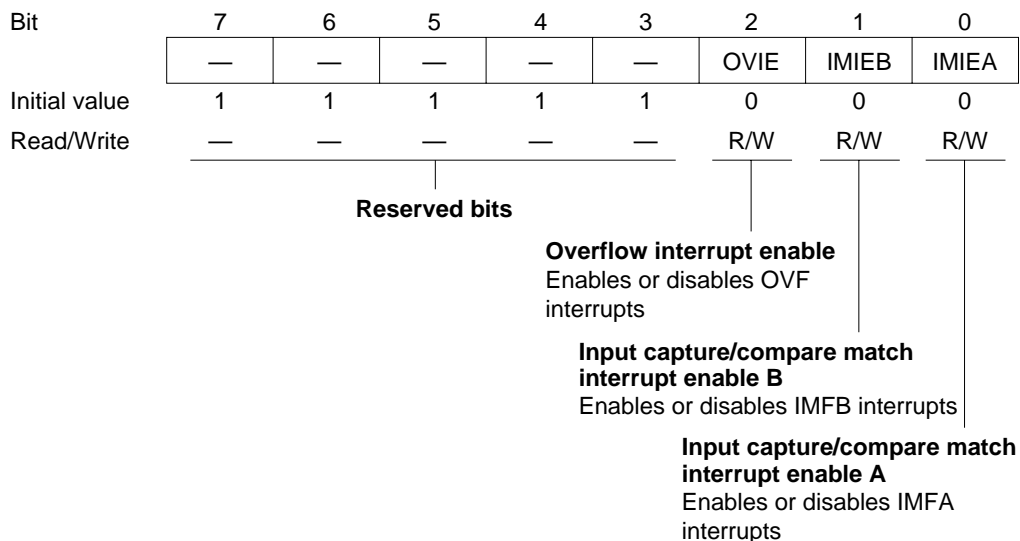 Bit 7 6 5 4 3 2 1 0
— — — — — OVIE IMIEB IMIEA
Initial value 1 1 1 1 1 0 0 0
Read/Write — — — — — R/W R/W R/W
Reserved bits
Overflow interrupt enable
Enables or disables OVF
interrupts
Input capture/compare match
interrupt enable B
Enables or disables IMFB interrupts
Input capture/compare match
interrupt enable A
Enables or disables IMFA
interrupts